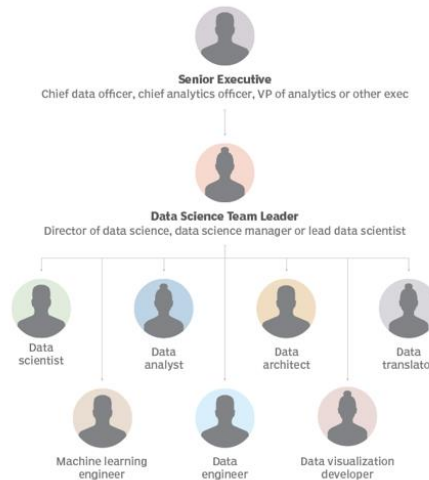 Senior Executive
Chief data officer, chief analytics officer, VP of analytics or other exec
Data Science Team Leader
Director of data science, data science manager or lead data scientist
Data
scientist
Data
analyst
Data
architect
Data
translato
Machine learning
engineer
Data
engineer
Data visualization
developer